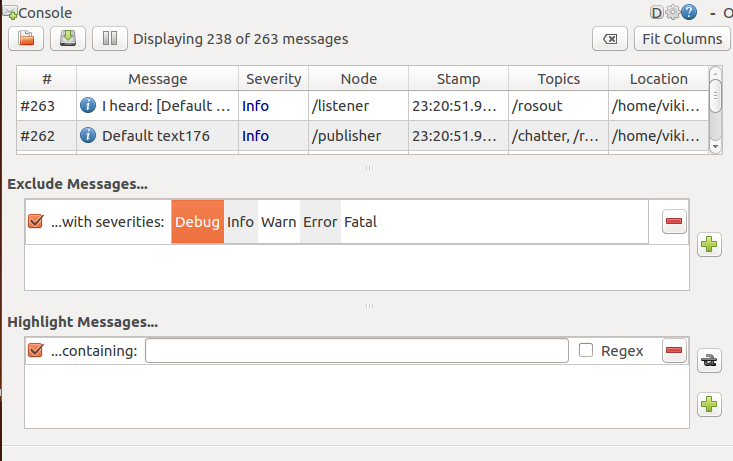 Console D ? - O
Displaying 238 of 263 messages Fit Columns
# Message Severity Node Stamp Topics Location
#263 I heard: [Default ... Info /listener 23:20:51.9... /rosout /home/viki...
#262 Default text176 Info /publisher 23:20:51.9... /chatter, /r... /home/viki...
Exclude Messages...
...with severities: Debug Info Warn Error Fatal
Highlight Messages...
...containing: Regex